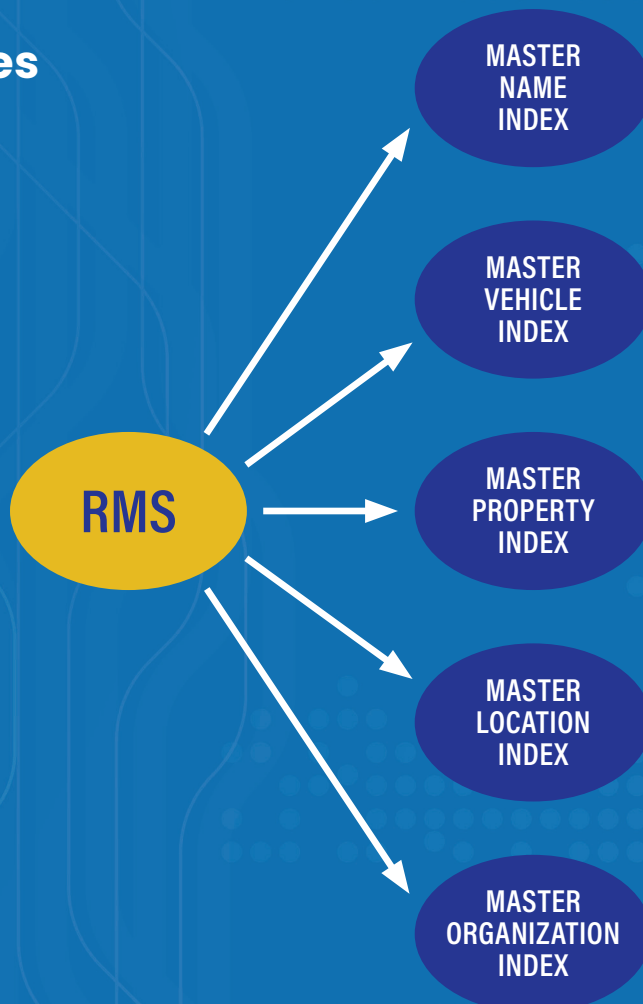 es
MASTER
NAME
INDEX
MASTER
VEHICLE
INDEX
RMS
MASTER
PROPERTY
INDEX
MASTER
LOCATION
INDEX
MASTER
ORGANIZATION
INDEX